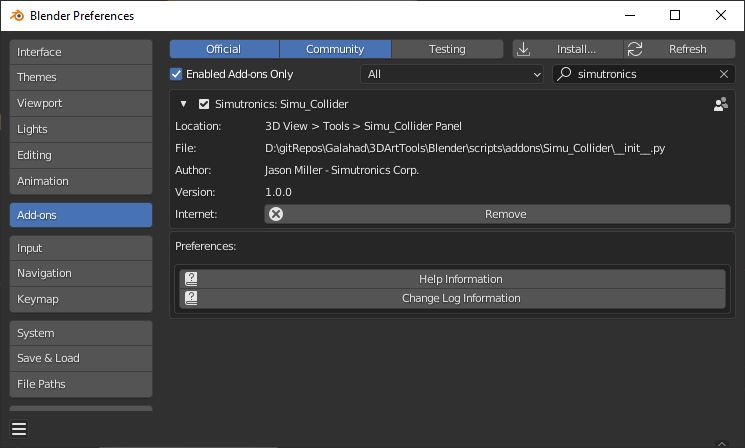 Blender Preferences
Interface
Themes
Viewport
Lights
Editing
Animation
Add-ons
Input
Navigation
Keymap
System
Save & Load
File Paths
Official Community Testing Install... Refresh
Enabled Add-ons Only All simutronics
Simutronics: Simu_Collider
Location: 3D View > Tools > Simu_Collider Panel
File: D:\gitRepos\Galahad\3DArtTools\Blender\scripts\addons\Simu_Collider\__init__.py
Author: Jason Miller - Simutronics Corp.
Version: 1.0.0
Internet: Remove
Preferences:
Help Information
Change Log Information